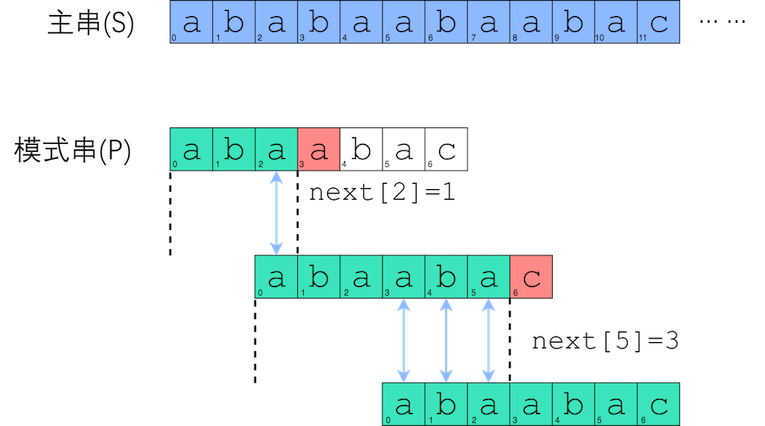 主串(S) a b a b a a b a a b a c ... ...
0 1 2 3 4 5 6 7 8 9 10 11
模式串(P) a b a a b a c
0 1 2 3 4 5 6
next[2]=1
a b a a b a c
0 1 2 3 4 5 6
next[5]=3
a b a a b a c
0 1 2 3 4 5 6